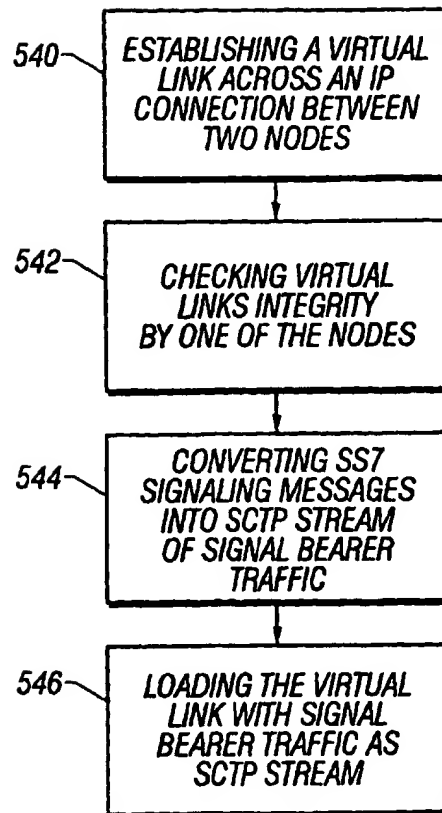 540
ESTABLISHING A VIRTUAL
LINK ACROSS AN IP
CONNECTION BETWEEN
TWO NODES
542
CHECKING VIRTUAL
LINKS INTEGRITY
BY ONE OF THE NODES
544
CONVERTING SS7
SIGNALING MESSAGES
INTO SCTP STREAM
OF SIGNAL BEARER
TRAFFIC
546
LOADING THE VIRTUAL
LINK WITH SIGNAL
BEARER TRAFFIC AS
SCTP STREAM